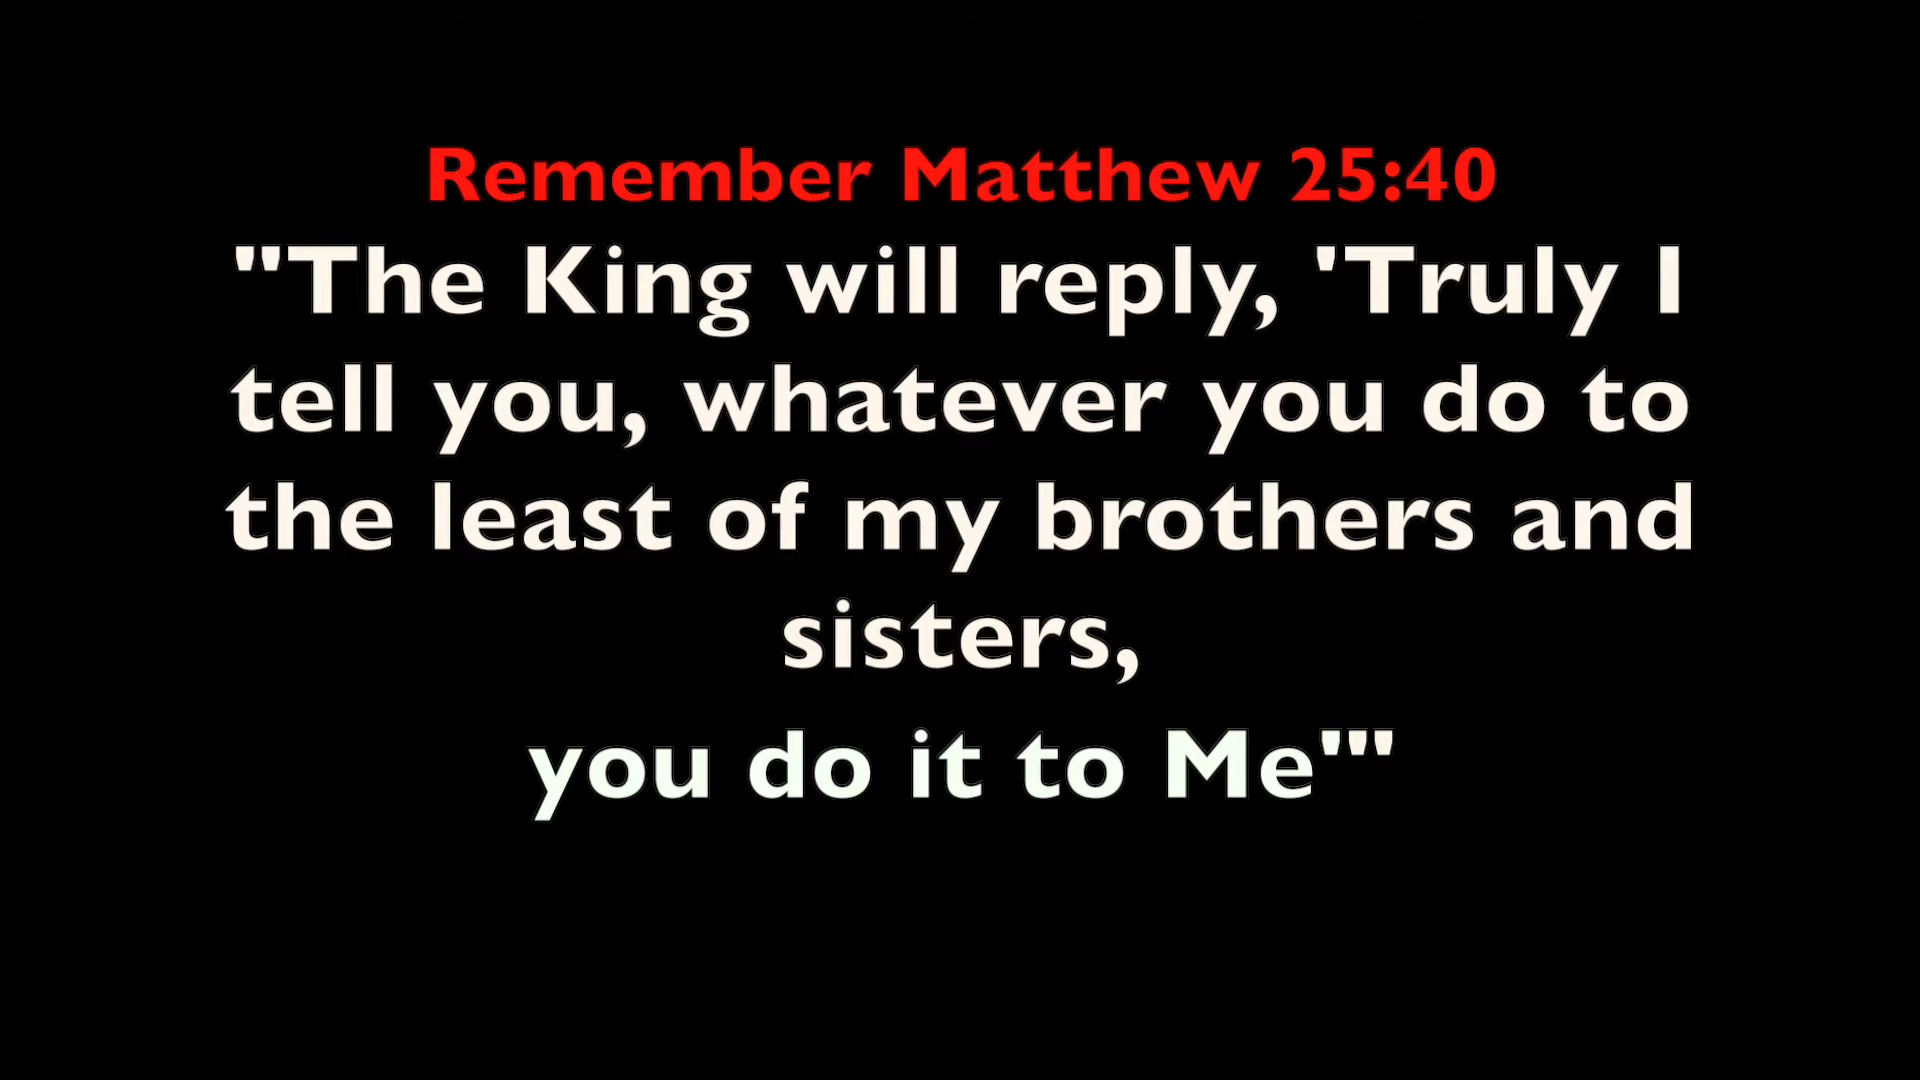 Remember Matthew 25:40
"The King will reply, 'Truly I
tell you, whatever you do to
the least of my brothers and
sisters,
you do it to Me'"